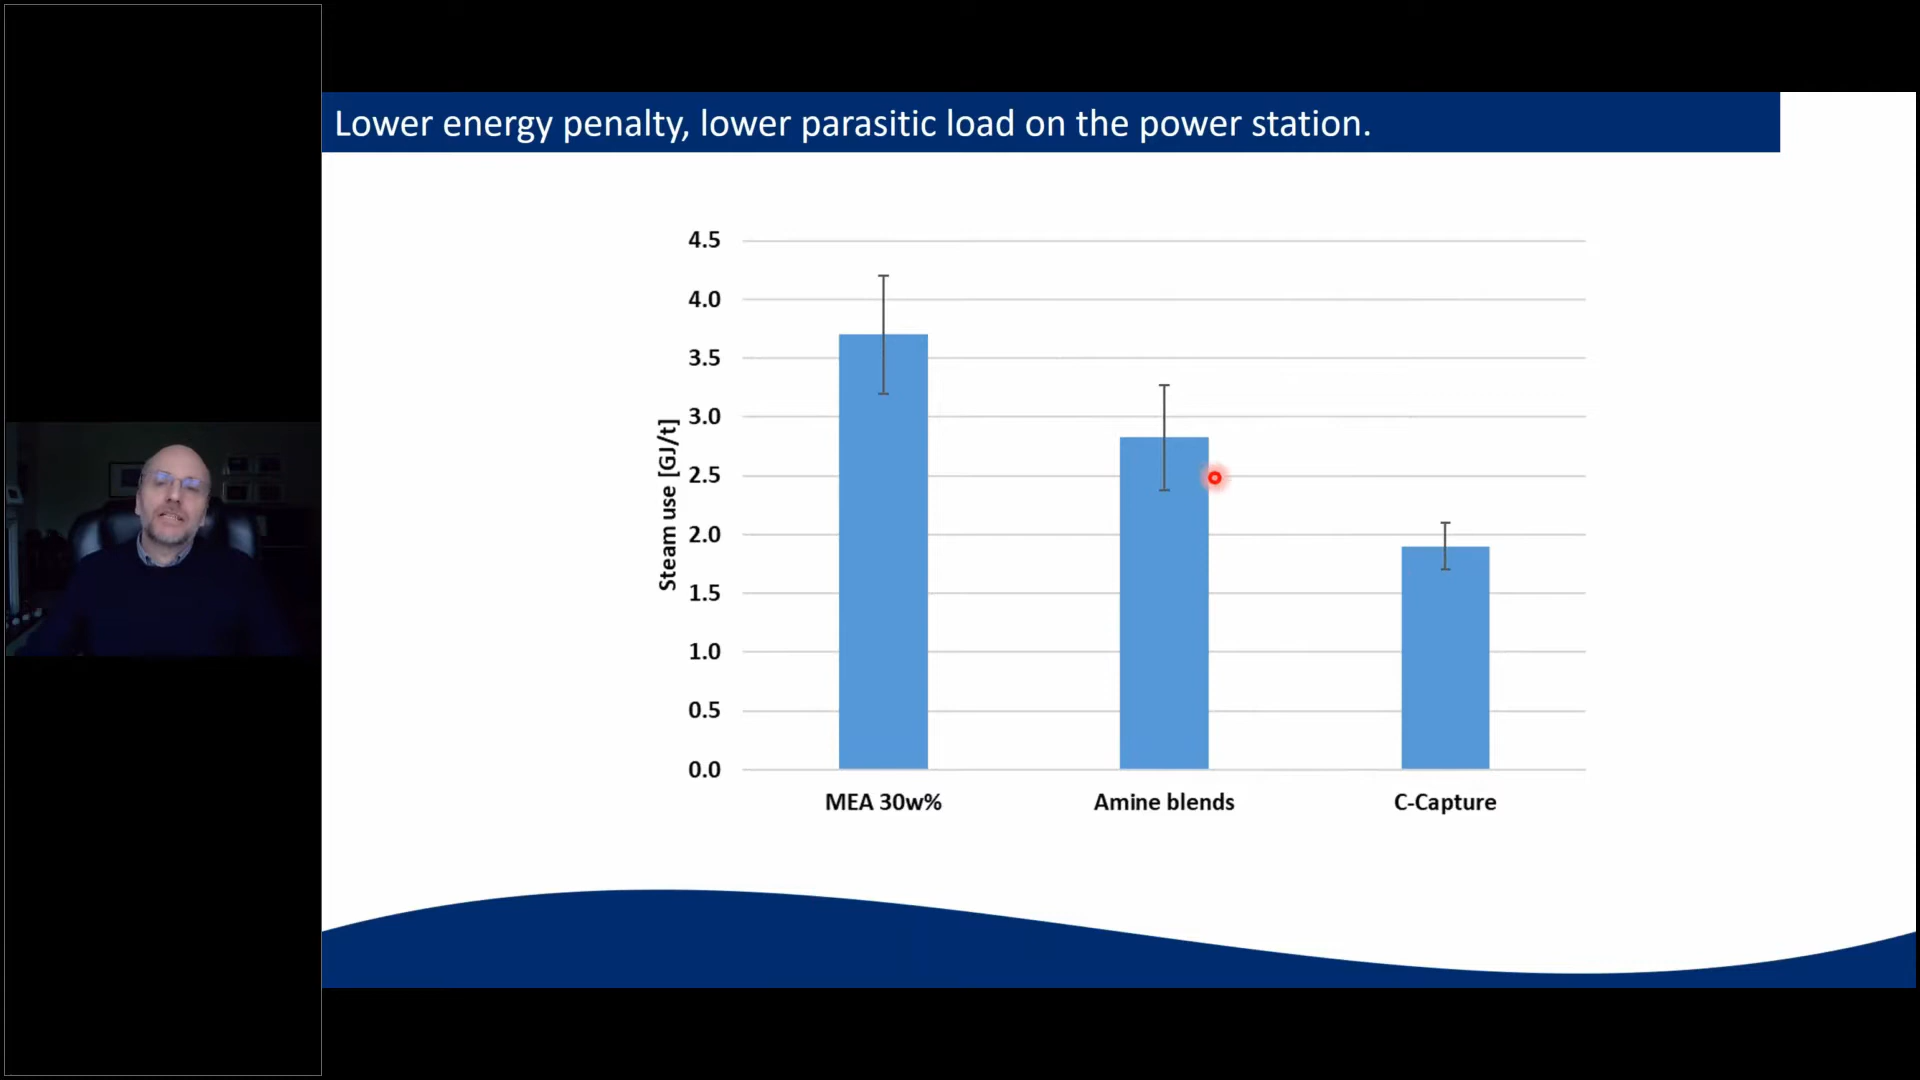 Lower energy penalty, lower parasitic load on the power station.
4.5
4.0
3.5
3.0
2.5
2.0
1.5
1.0
0.5
0.0
Steam use [GJ/t]
MEA 30w%
Amine blends
C-Capture